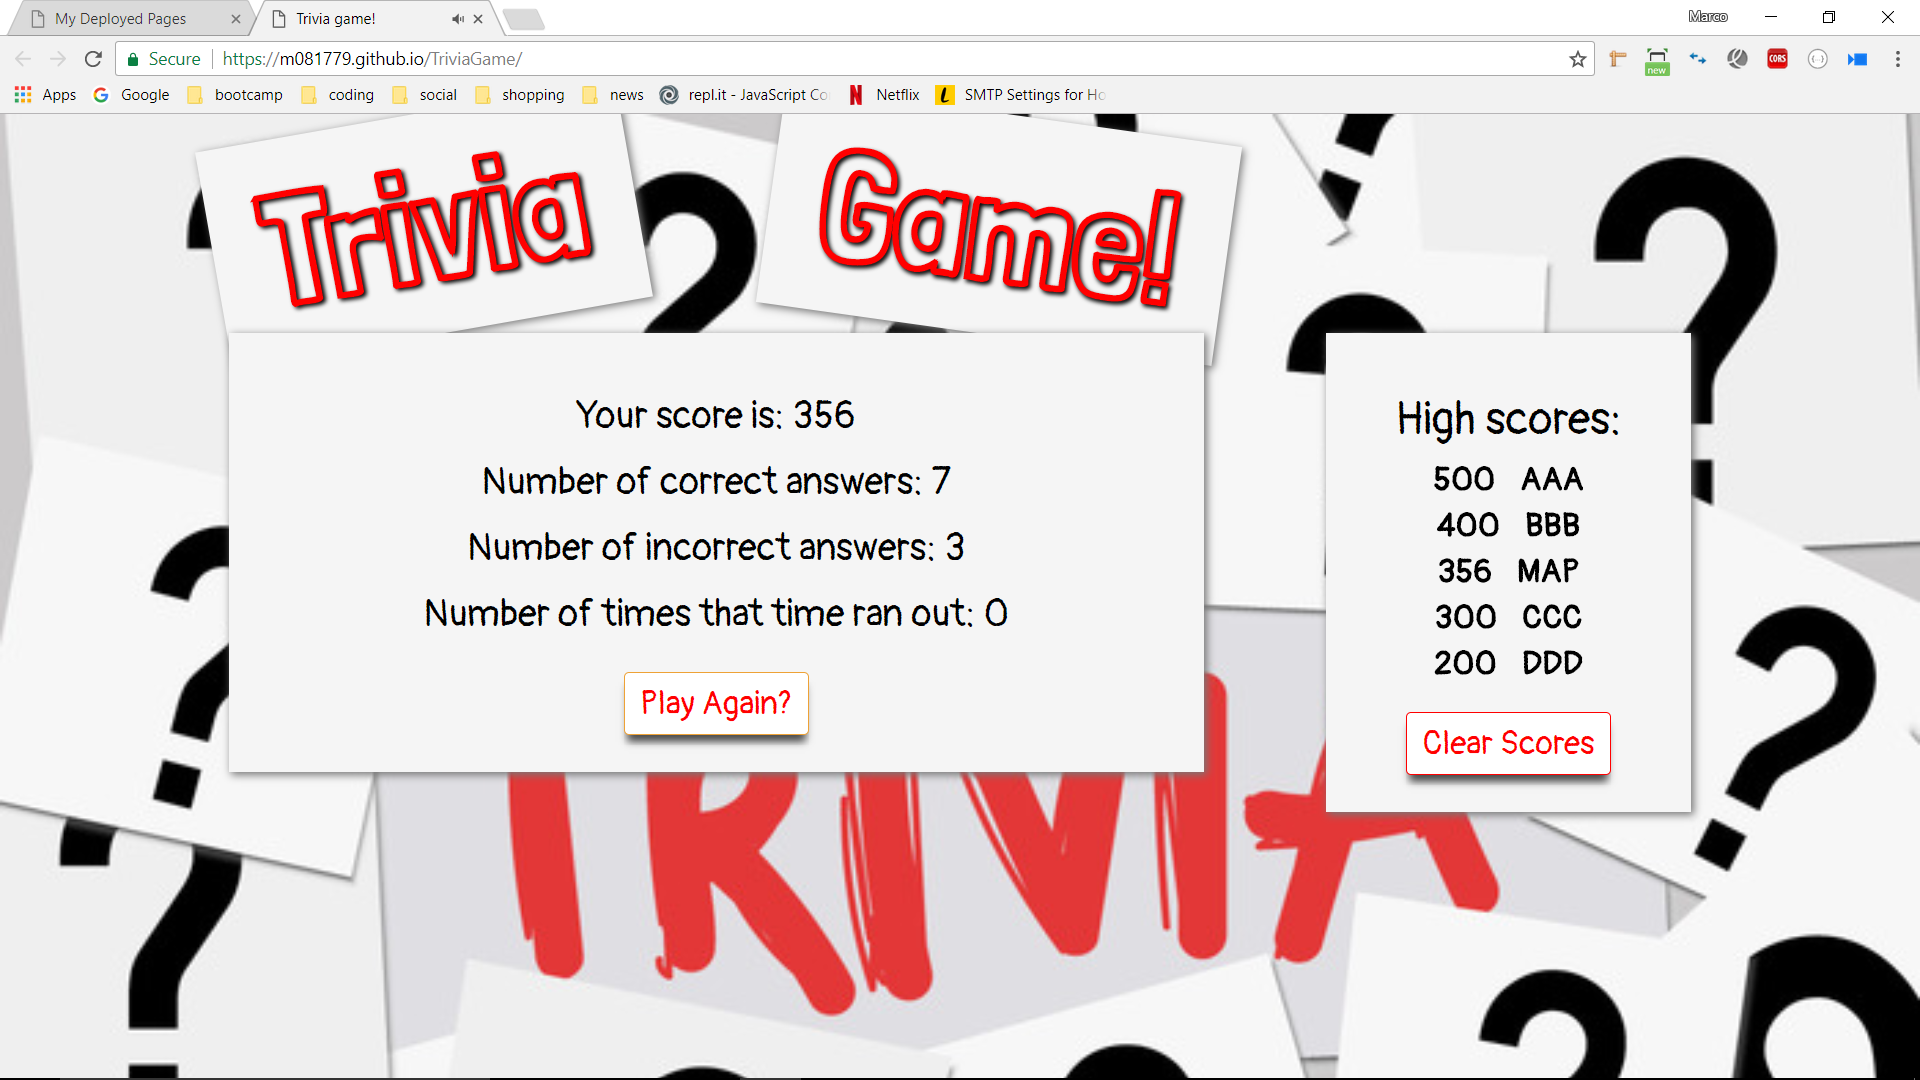 My Deployed Pages
Trivia game!
Marco
Secure
https://m081779.github.io/TriviaGame/
new
CORS
Apps
Google
bootcamp
coding
social
shopping
news
repl.it - JavaScript Co
Netflix
SMTP Settings for Ho
Trivia Game!
Your score is: 356
Number of correct answers: 7
Number of incorrect answers: 3
Number of times that time ran out: 0
Play Again?
High scores:
500 AAA
400 BBB
356 MAP
300 CCC
200 DDD
Clear Scores
TRIVIA